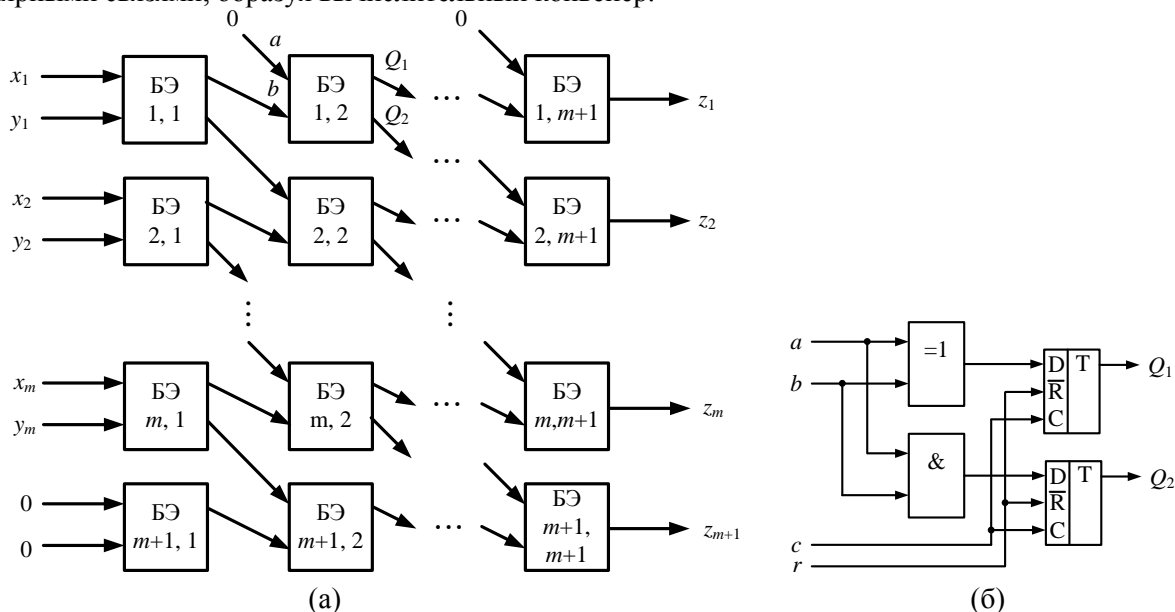 0
0
a
Q1
x1
БЭ
1, 1
b
БЭ
1, 2
...
БЭ
1, m+1
z1
y1
Q2
...
x2
БЭ
2, 1
БЭ
2, 2
...
БЭ
2, m+1
z2
y2
...
...
...
xm
БЭ
m, 1
БЭ
m, 2
...
БЭ
m,m+1
zm
ym
...
0
БЭ
m+1, 1
БЭ
m+1, 2
...
БЭ
m+1,
m+1
zm+1
0
(а)
a
=1
D
T
Q1
b
R
C
&
D
T
Q2
R
C
c
r
(б)